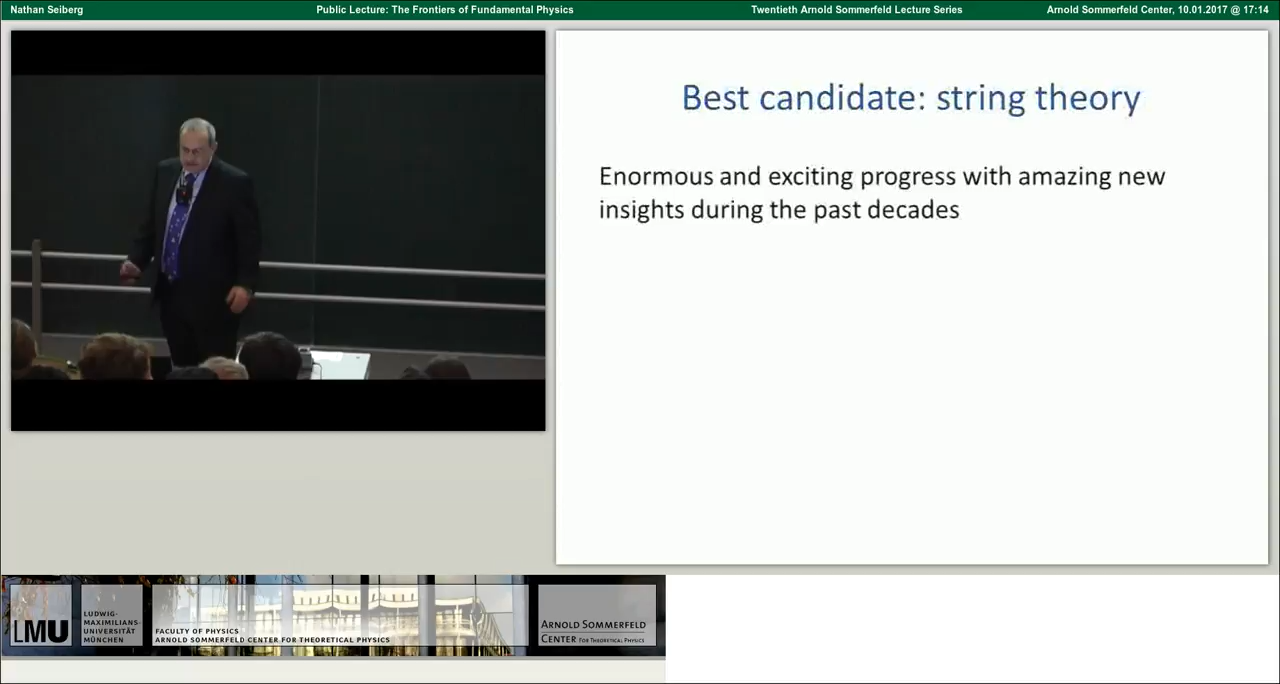 Nathan Seiberg
Public Lecture: The Frontiers of Fundamental Physics
Twentieth Arnold Sommerfeld Lecture Series
Arnold Sommerfeld Center, 10.01.2017 @ 17:14
Best candidate: string theory
Enormous and exciting progress with amazing new
insights during the past decades
LMU
LUDWIG-
MAXIMILIANS-
UNIVERSITÄT
MÜNCHEN
FACULTY OF PHYSICS
ARNOLD SOMMERFELD CENTER FOR THEORETICAL PHYSICS
ARNOLD SOMMERFELD
CENTER FOR THEORETICAL PHYSICS